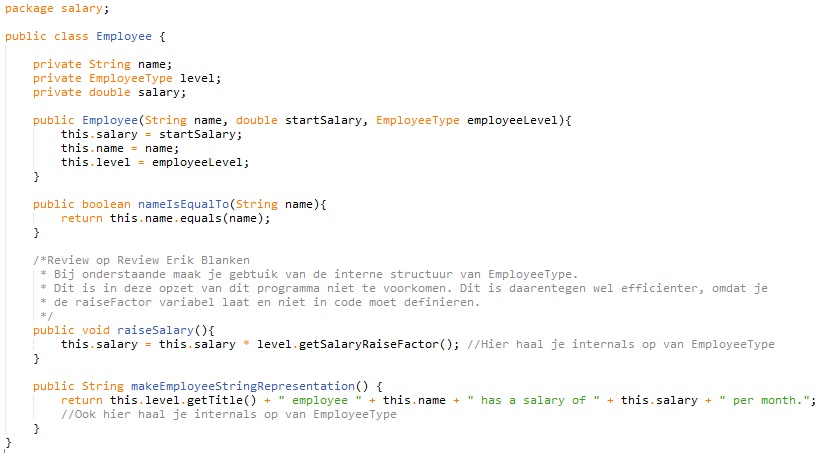 package salary;
public class Employee {
private String name;
private EmployeeType level;
private double salary;
public Employee(String name, double startSalary, EmployeeType employeeLevel){
this.salary = startSalary;
this.name = name;
this.level = employeeLevel;
}
public boolean nameIsEqualTo(String name){
return this.name.equals(name);
}
/*Review op Review Erik Blanken
* Bij onderstaande maak je gebtuik van de interne structuur van EmployeeType.
* Dit is in deze opzet van dit programma niet te voorkomen. Dit is daarentegen wel efficienter, omdat je
* de raiseFactor variabel laat en niet in code moet definieren.
*/
public void raiseSalary(){
this.salary = this.salary * level.getSalaryRaiseFactor(); //Hier haal je internals op van EmployeeType
}
public String makeEmployeeStringRepresentation() {
return this.level.getTitle() + " employee " + this.name + " has a salary of " + this.salary + " per month.";
//Ook hier haal je internals op van EmployeeType
}
}